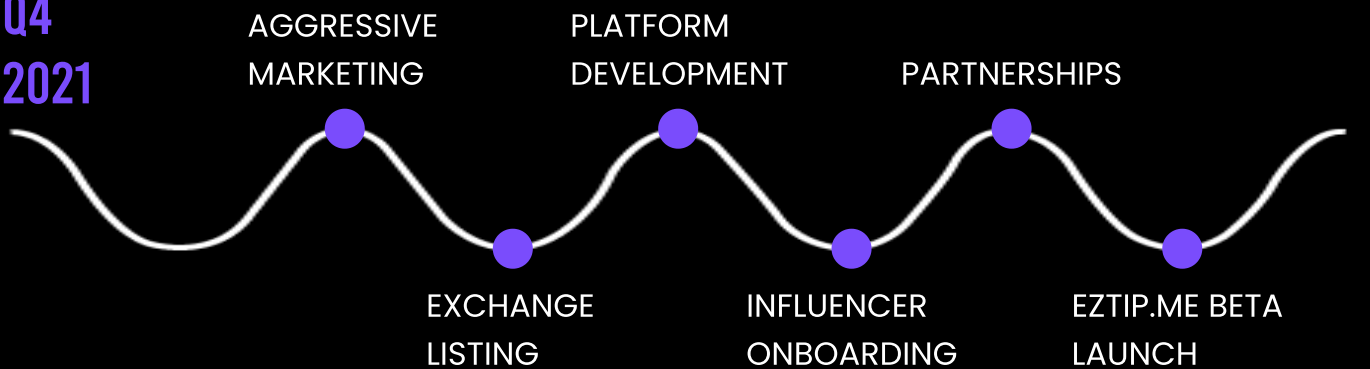 Q4
2021
AGGRESSIVE
MARKETING
EXCHANGE
LISTING
PLATFORM
DEVELOPMENT
INFLUENCER
ONBOARDING
PARTNERSHIPS
EZTIP.ME BETA
LAUNCH